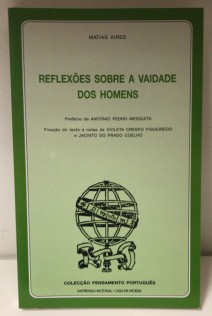 MATIAS AIRES
REFLEXÕES SOBRE A VAIDADE
DOS HOMENS
Prefácio de ANTÓNIO PEDRO MESQUITA
Fixação do texto e notas de VIOLETA CRESPO FIGUEIREDO
e JACINTO DO PRADO COELHO
COLECÇÃO PENSAMENTO PORTUGUÊS
IMPRENSA NACIONAL - CASA DA MOEDA